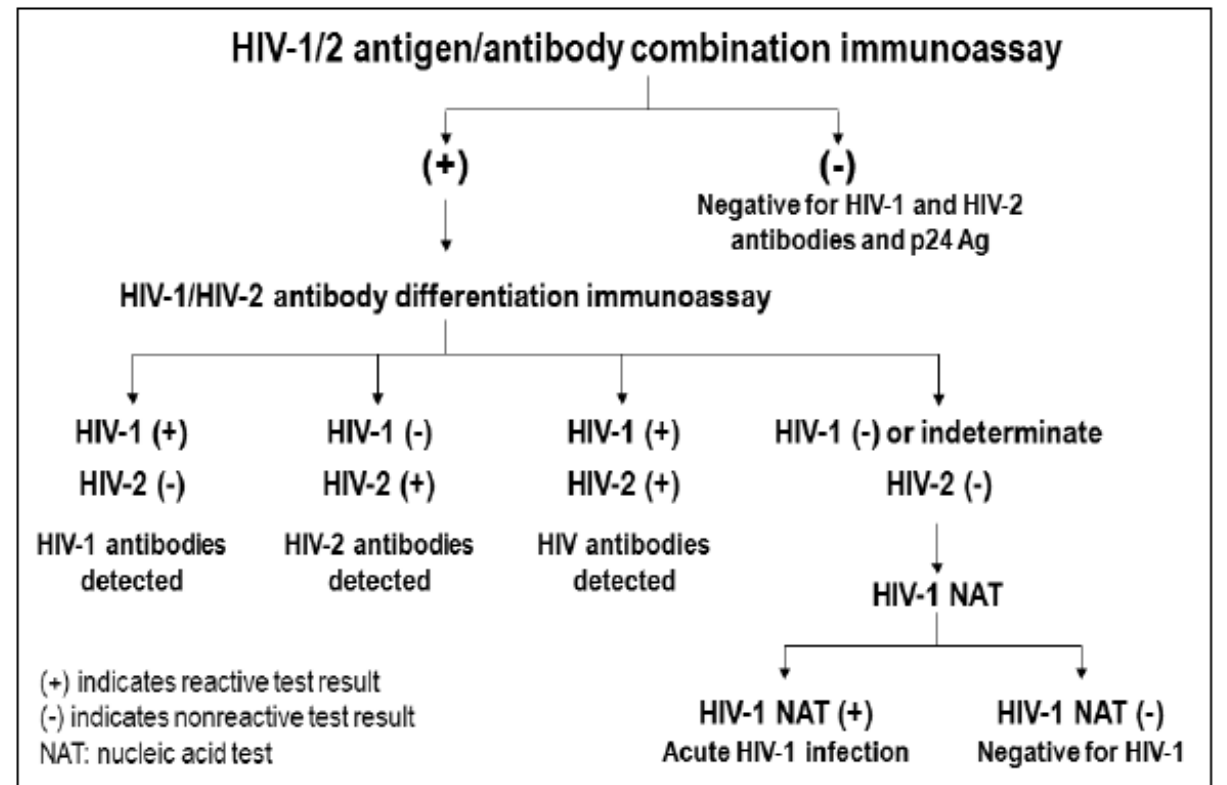 HIV-1/2 antigen/antibody combination immunoassay
(+)
(-)
Negative for HIV-1 and HIV-2
antibodies and p24 Ag
HIV-1/HIV-2 antibody differentiation immunoassay
HIV-1 (+)
HIV-2 (-)
HIV-1 antibodies
detected
HIV-1 (-)
HIV-2 (+)
HIV-2 antibodies
detected
HIV-1 (+)
HIV-2 (+)
HIV antibodies
detected
HIV-1 (-) or indeterminate
HIV-2 (-)
HIV-1 NAT
HIV-1 NAT (+)
Acute HIV-1 infection
HIV-1 NAT (-)
Negative for HIV-1
(+) indicates reactive test result
(-) indicates nonreactive test result
NAT: nucleic acid test